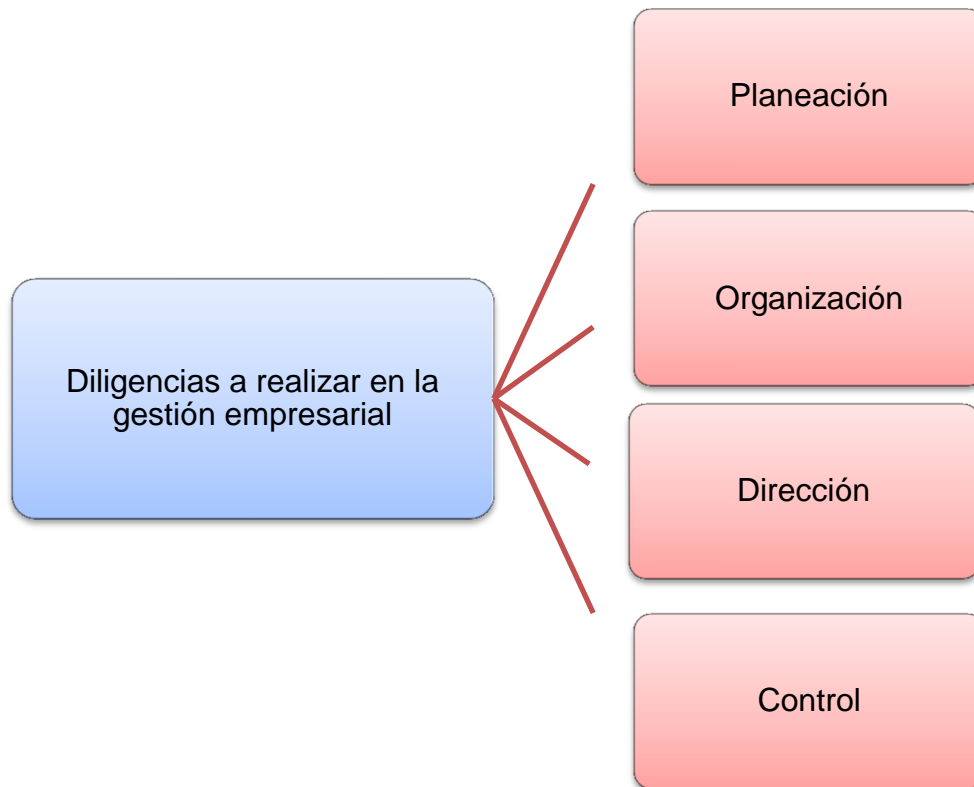 Planeación
Organización
Diligencias a realizar en la
gestión empresarial
Dirección
Control